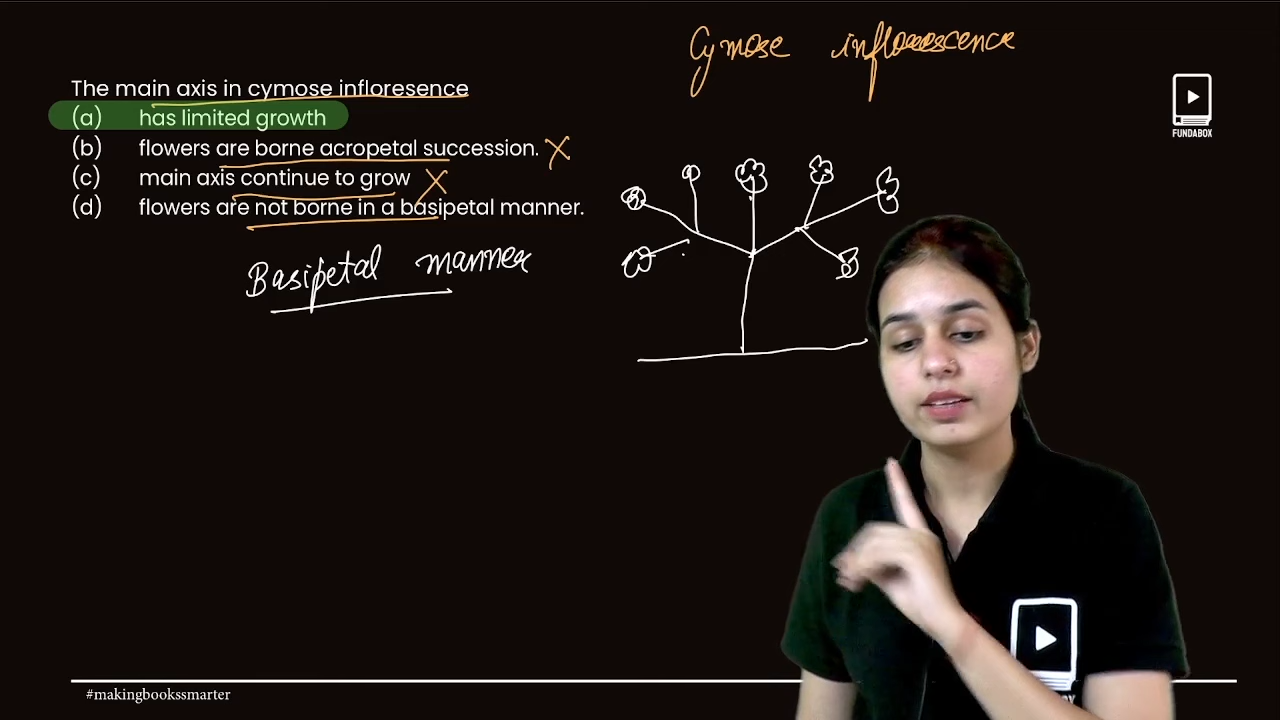 Cymose inflorescence
The main axis in cymose infloresence
(a) has limited growth
(b) flowers are borne acropetal succession.
(c) main axis continue to grow
(d) flowers are not borne in a basipetal manner.
Basipetal manner
FUNDABOX
#makingbookssmarter